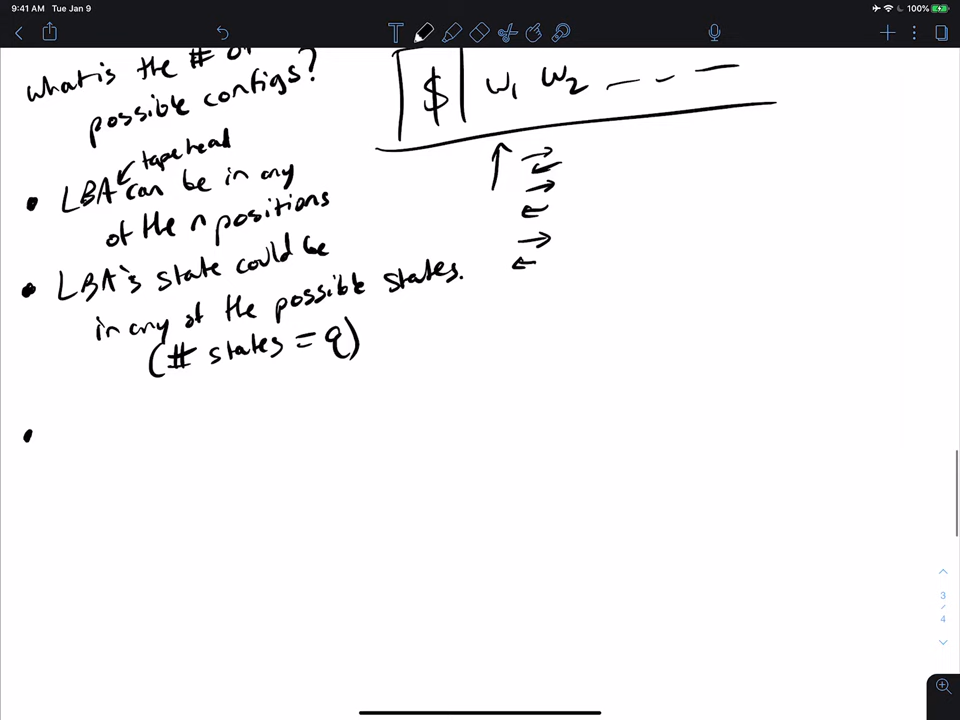 9:41 AM Tue Jan 9
100%
T
what is the # of
possible configs?
$ w₁ w₂
tape head
• LBA can be in any
of the n positions
• LBA's state could be
in any of the possible states.
(# states = q)
•
3
/
4